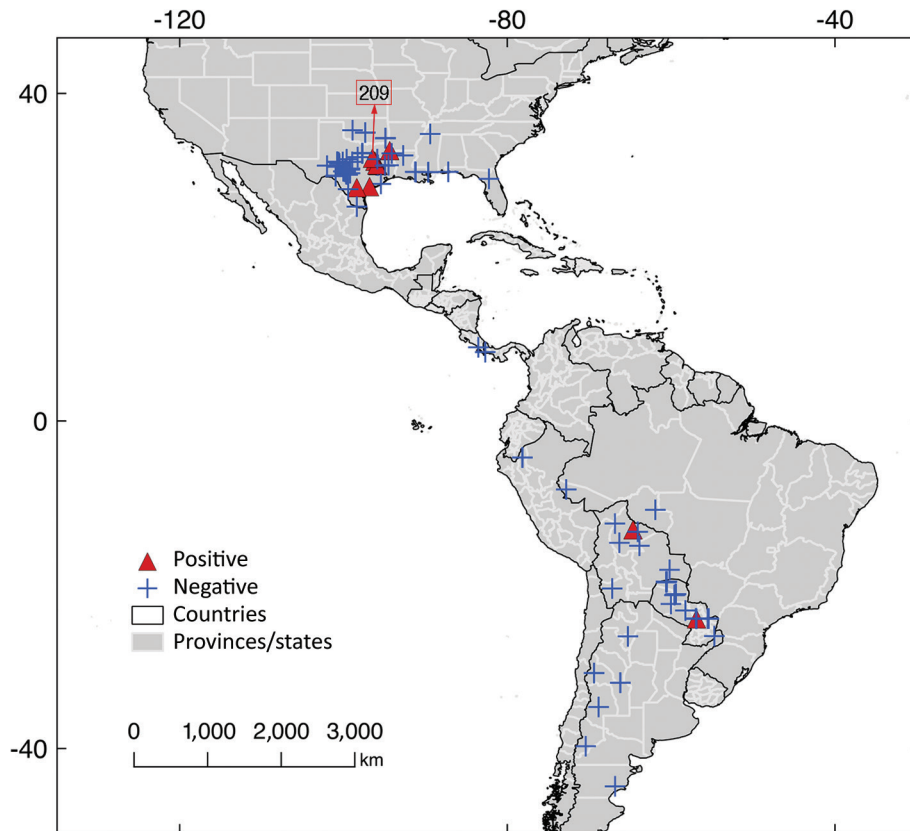 -120 -80 -40
40
209
0
Positive
Negative
Countries
Provinces/states
0 1,000 2,000 3,000
km
-40